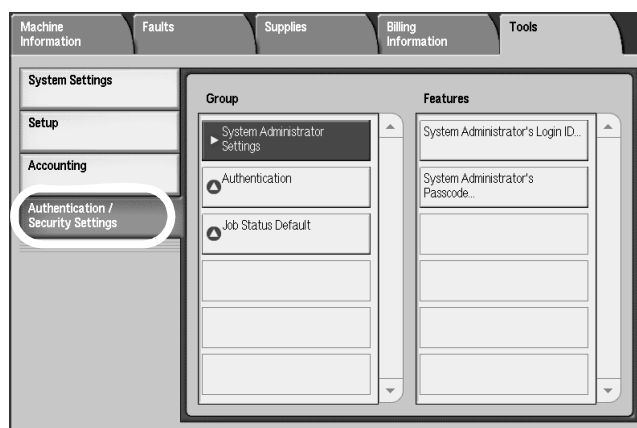 Machine
Information
Faults
Supplies
Billing
Information
Tools
System Settings
Setup
Accounting
Authentication /
Security Settings
Group
System Administrator
Settings
Authentication
Job Status Default
Features
System Administrator's Login ID...
System Administrator's
Passcode...